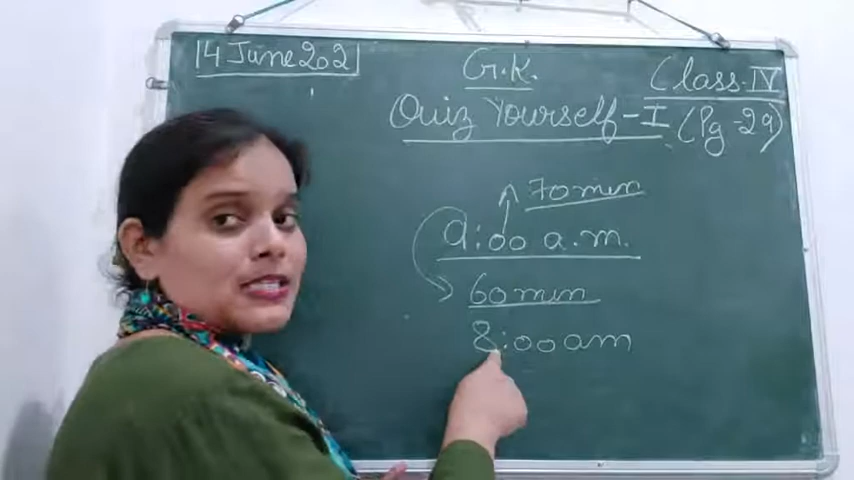 14 June 2021
G.K.
Class-IV
Quiz Yourself-I (Pg-29)
70 min
9:00 a.m.
60 min
8:00 am